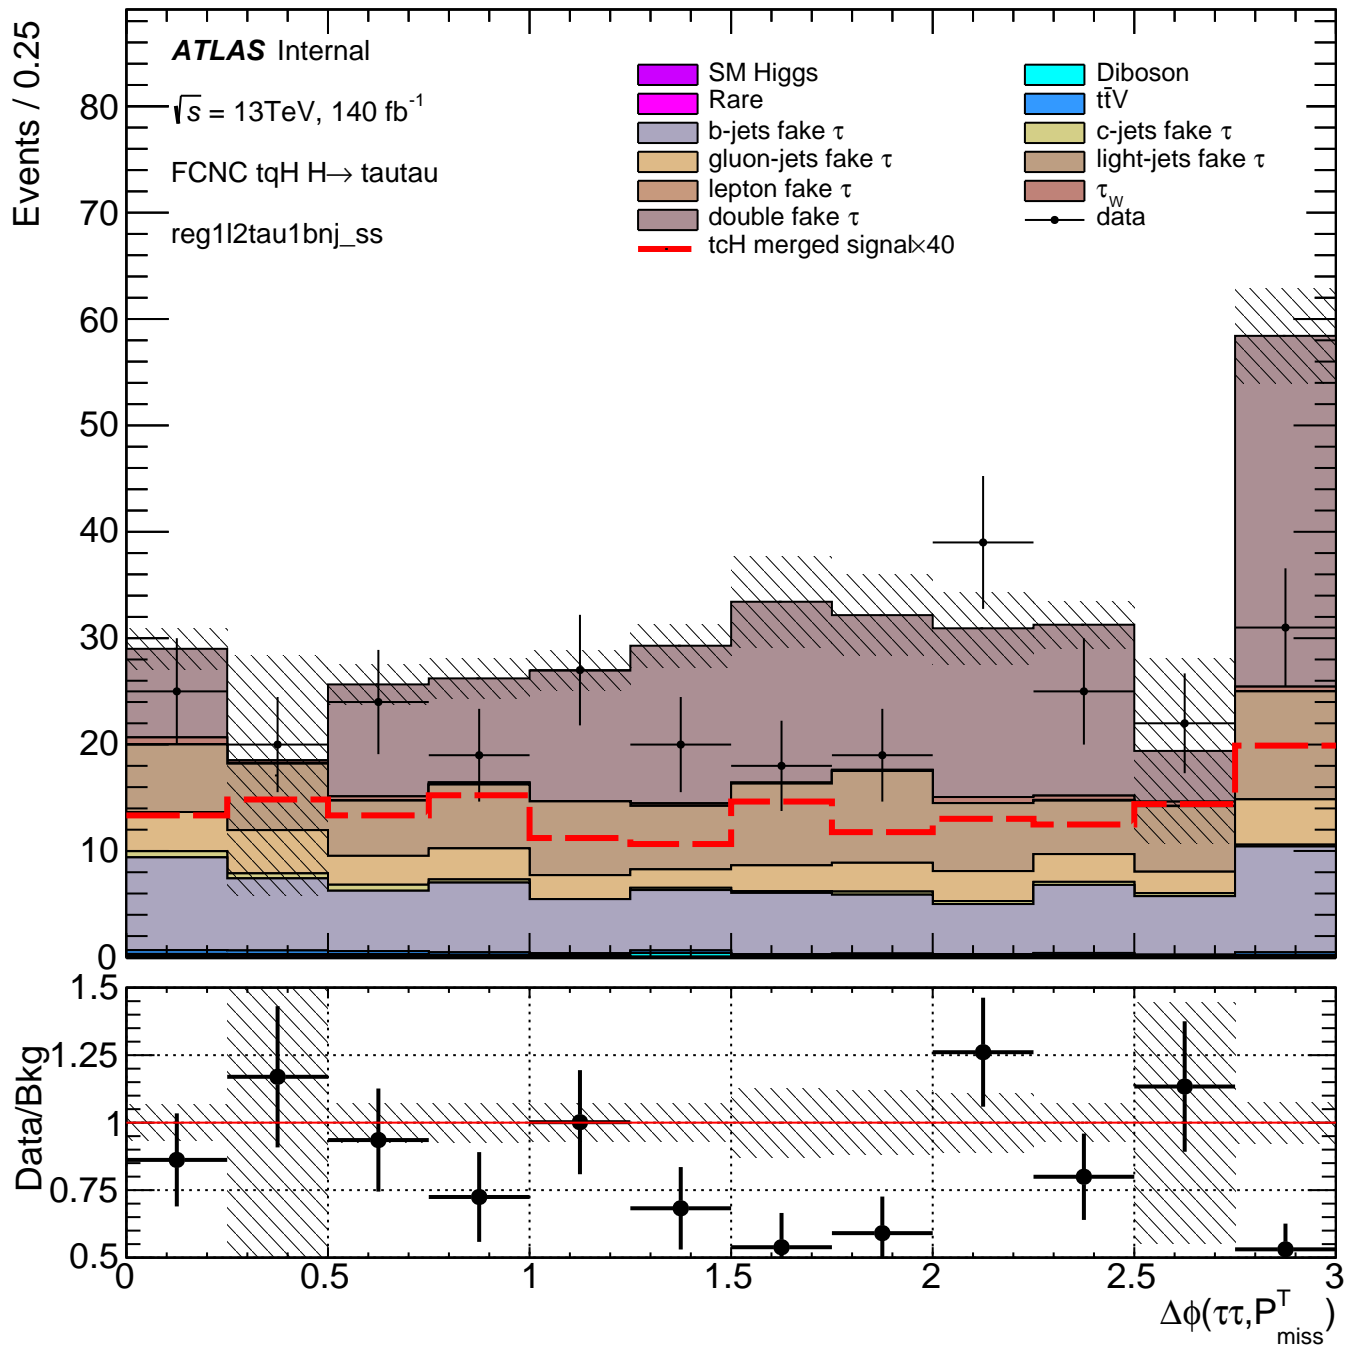 Events / 0.25
ATLAS Internal
√s = 13TeV, 140 fb⁻¹
FCNC tqH H→ tautau
reg1l2tau1bnj_ss
SM Higgs
Rare
b-jets fake τ
gluon-jets fake τ
lepton fake τ
double fake τ
tcH merged signal×40
Diboson
tt̄V
c-jets fake τ
light-jets fake τ
τ_W
data
80
70
60
50
40
30
20
10
0
Data/Bkg
1.5
1.25
1
0.75
0.5
0 0.5 1 1.5 2 2.5 3
Δϕ(ττ,P^T_miss)